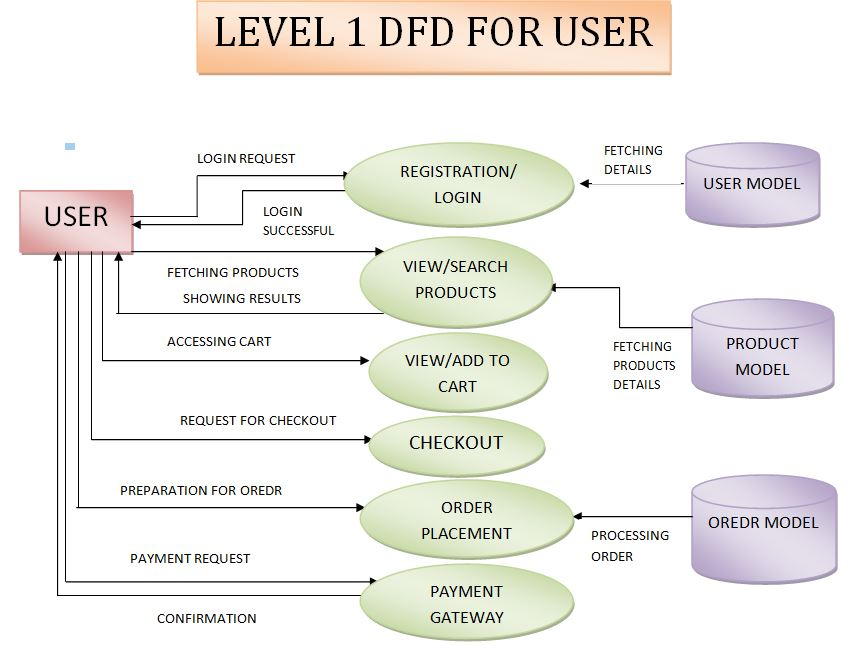 LEVEL 1 DFD FOR USER
LOGIN REQUEST
REGISTRATION/
LOGIN
FETCHING
DETAILS
USER MODEL
USER
LOGIN
SUCCESSFUL
FETCHING PRODUCTS
SHOWING RESULTS
VIEW/SEARCH
PRODUCTS
FETCHING
PRODUCTS
DETAILS
PRODUCT
MODEL
ACCESSING CART
VIEW/ADD TO
CART
REQUEST FOR CHECKOUT
CHECKOUT
PREPARATION FOR OREDR
ORDER
PLACEMENT
PROCESSING
ORDER
OREDR MODEL
PAYMENT REQUEST
PAYMENT
GATEWAY
CONFIRMATION